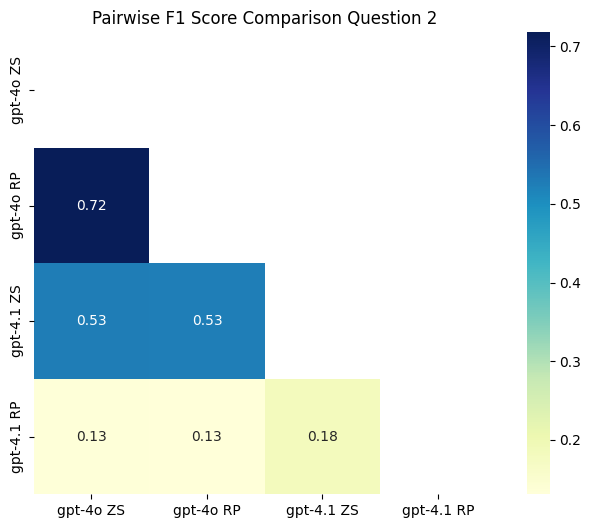 Pairwise F1 Score Comparison Question 2
gpt-4o ZS
gpt-4o RP
gpt-4.1 ZS
gpt-4.1 RP
0.72
0.53 0.53
0.13 0.13 0.18
gpt-4o ZS gpt-4o RP gpt-4.1 ZS gpt-4.1 RP
0.7
0.6
0.5
0.4
0.3
0.2